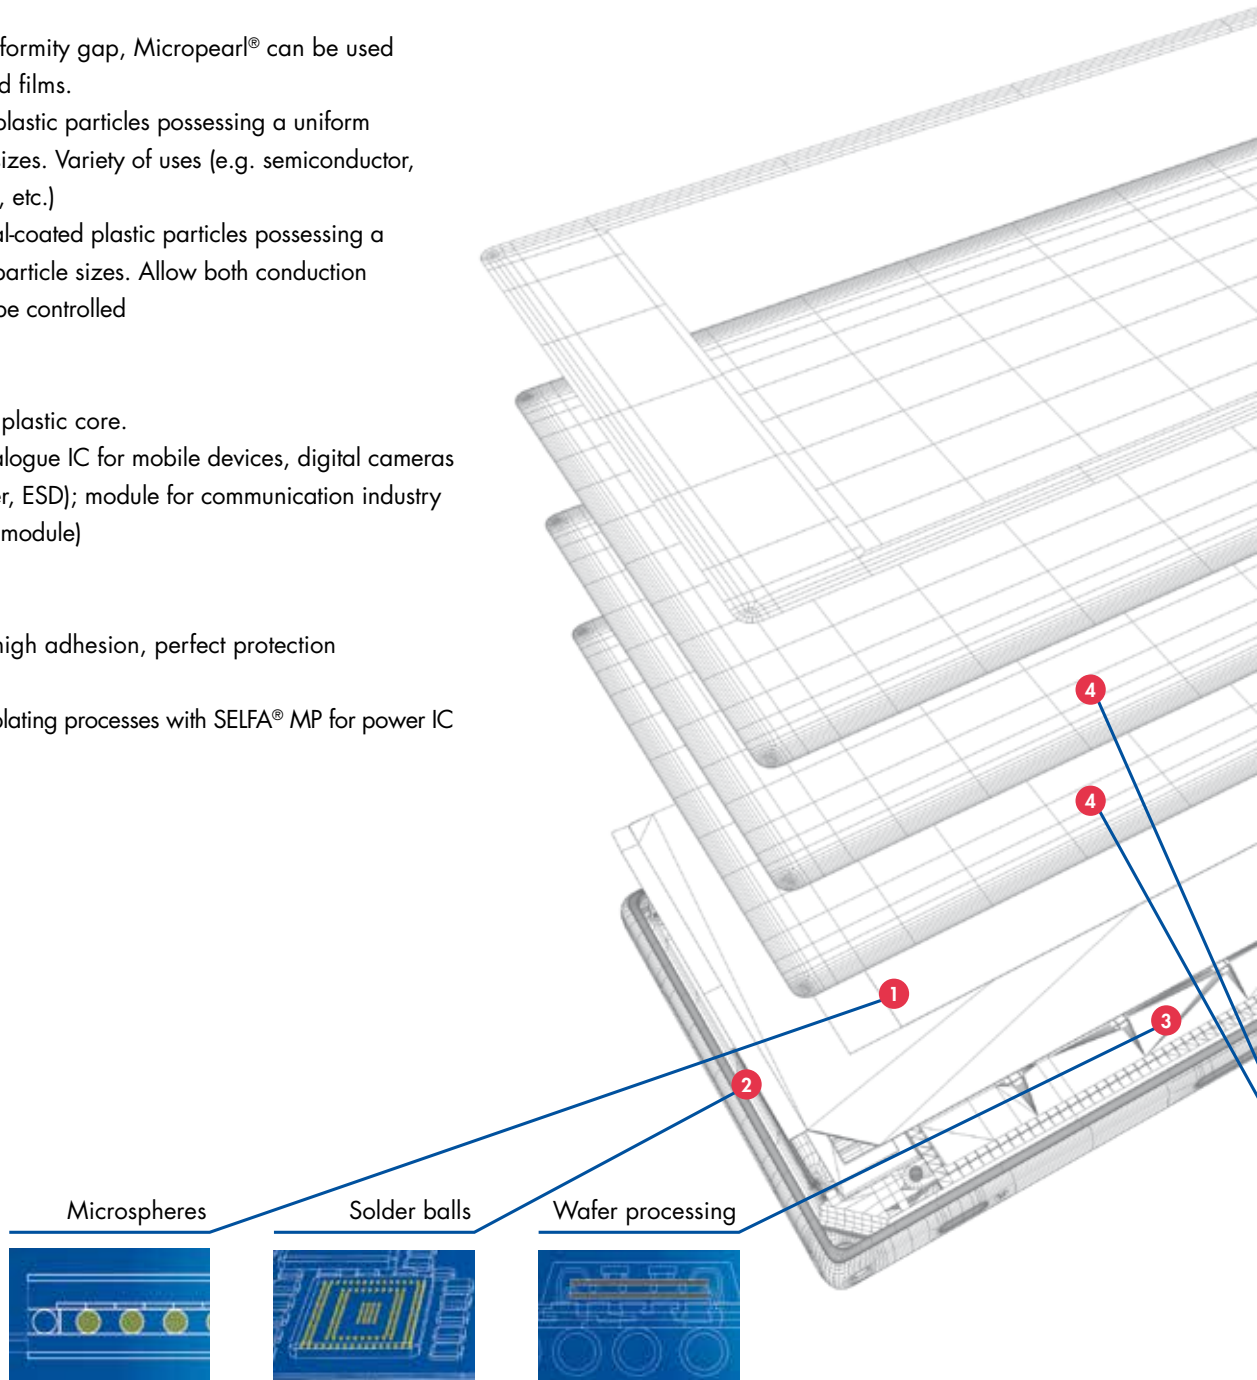 formity gap, Micropearl® can be used
d films.
plastic particles possessing a uniform
sizes. Variety of uses (e.g. semiconductor,
, etc.)
al-coated plastic particles possessing a
particle sizes. Allow both conduction
be controlled
plastic core.
alogue IC for mobile devices, digital cameras
er, ESD); module for communication industry
module)
high adhesion, perfect protection
plating processes with SELFA® MP for power IC
4
4
1
3
2
Microspheres
Solder balls
Wafer processing